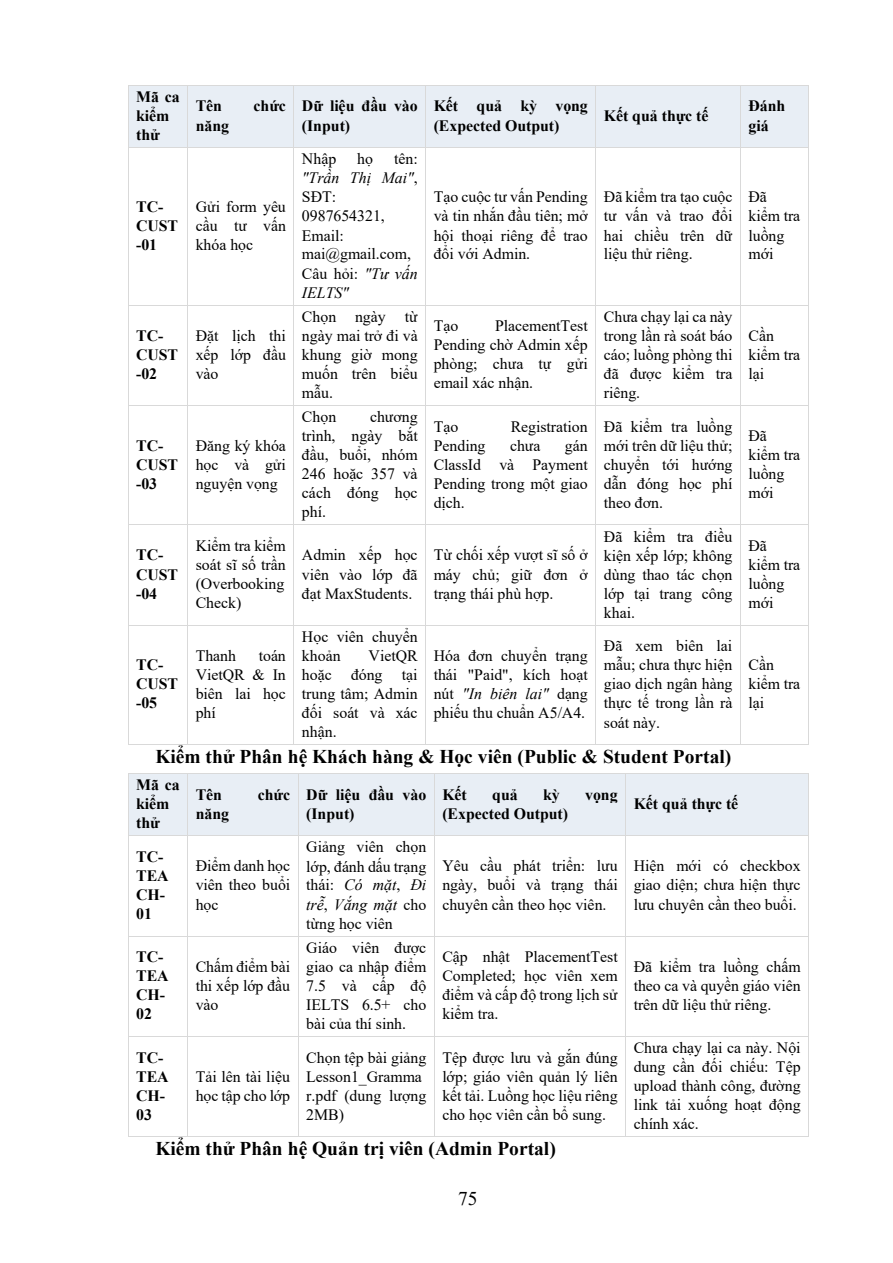 Mã ca kiểm thử
Tên chức năng
Dữ liệu đầu vào (Input)
Kết quả kỳ vọng (Expected Output)
Kết quả thực tế
Đánh giá
TC-CUST-01
Gửi form yêu cầu tư vấn khóa học
Nhập họ tên: "Trần Thị Mai", SĐT: 0987654321, Email: mai@gmail.com, Câu hỏi: "Tư vấn IELTS"
Tạo cuộc tư vấn Pending và tin nhắn đầu tiên; mở hội thoại riêng để trao đổi với Admin.
Đã kiểm tra tạo cuộc tư vấn và trao đổi hai chiều trên dữ liệu thử riêng.
Đã kiểm tra luồng mới
TC-CUST-02
Đặt lịch thi xếp lớp đầu vào
Chọn ngày từ ngày mai trở đi và khung giờ mong muốn trên biểu mẫu.
Tạo PlacementTest Pending chờ Admin xếp phòng; chưa tự gửi email xác nhận.
Chưa chạy lại ca này trong lần rà soát báo cáo; luồng phòng thi đã được kiểm tra riêng.
Cần kiểm tra lại
TC-CUST-03
Đăng ký khóa học và gửi nguyện vọng
Chọn chương trình, ngày bắt đầu, buổi, nhóm 246 hoặc 357 và cách đóng học phí.
Tạo Registration Pending chưa gán ClassId và Payment Pending trong một giao dịch.
Đã kiểm tra luồng mới trên dữ liệu thử; chuyển tới hướng dẫn đóng học phí theo đơn.
Đã kiểm tra luồng mới
TC-CUST-04
Kiểm tra kiểm soát sĩ số trần (Overbooking Check)
Admin xếp học viên vào lớp đã đạt MaxStudents.
Từ chối xếp vượt sĩ số ở máy chủ; giữ đơn ở trạng thái phù hợp.
Đã kiểm tra điều kiện xếp lớp; không dùng thao tác chọn lớp tại trang công khai.
Đã kiểm tra luồng mới
TC-CUST-05
Thanh toán VietQR & In biên lai học phí
Học viên chuyển khoản VietQR hoặc đóng tại trung tâm; Admin đối soát và xác nhận.
Hóa đơn chuyển trạng thái "Paid", kích hoạt nút "In biên lai" dạng phiếu thu chuẩn A5/A4.
Đã xem biên lai mẫu; chưa thực hiện giao dịch ngân hàng thực tế trong lần rà soát này.
Cần kiểm tra lại
Kiểm thử Phân hệ Khách hàng & Học viên (Public & Student Portal)
Mã ca kiểm thử
Tên chức năng
Dữ liệu đầu vào (Input)
Kết quả kỳ vọng (Expected Output)
Kết quả thực tế
TC-TEACH-01
Điểm danh học viên theo buổi học
Giảng viên chọn lớp, đánh dấu trạng thái: Có mặt, Đi trễ, Vắng mặt cho từng học viên
Yêu cầu phát triển: lưu ngày, buổi và trạng thái chuyên cần theo học viên.
Hiện mới có checkbox giao diện; chưa hiện thực lưu chuyên cần theo buổi.
TC-TEACH-02
Chấm điểm bài thi xếp lớp đầu vào
Giáo viên được giao ca nhập điểm 7.5 và cấp độ IELTS 6.5+ cho bài của thí sinh.
Cập nhật PlacementTest Completed; học viên xem điểm và cấp độ trong lịch sử kiểm tra.
Đã kiểm tra luồng chấm theo ca và quyền giáo viên trên dữ liệu thử riêng.
TC-TEACH-03
Tải lên tài liệu học tập cho lớp
Chọn tệp bài giảng Lesson1_Grammar.pdf (dung lượng 2MB)
Tệp được lưu và gắn đúng lớp; giáo viên quản lý liên kết tải. Luồng học liệu riêng cho học viên cần bổ sung.
Chưa chạy lại ca này. Nội dung cần đối chiếu: Tệp upload thành công, đường link tải xuống hoạt động chính xác.
Kiểm thử Phân hệ Quản trị viên (Admin Portal)
75